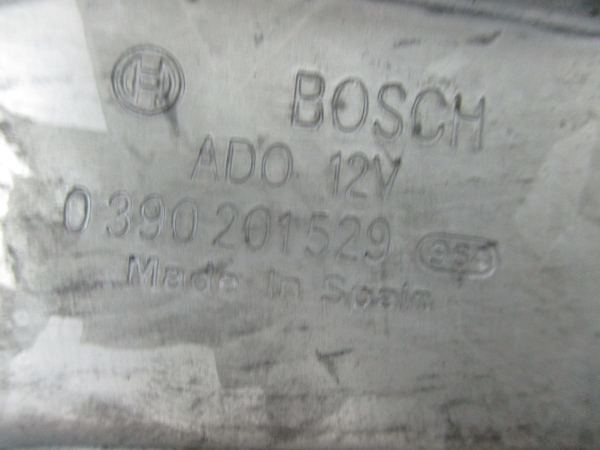 BOSCH
ADO 12V
0 390 201 529
Made in Spain